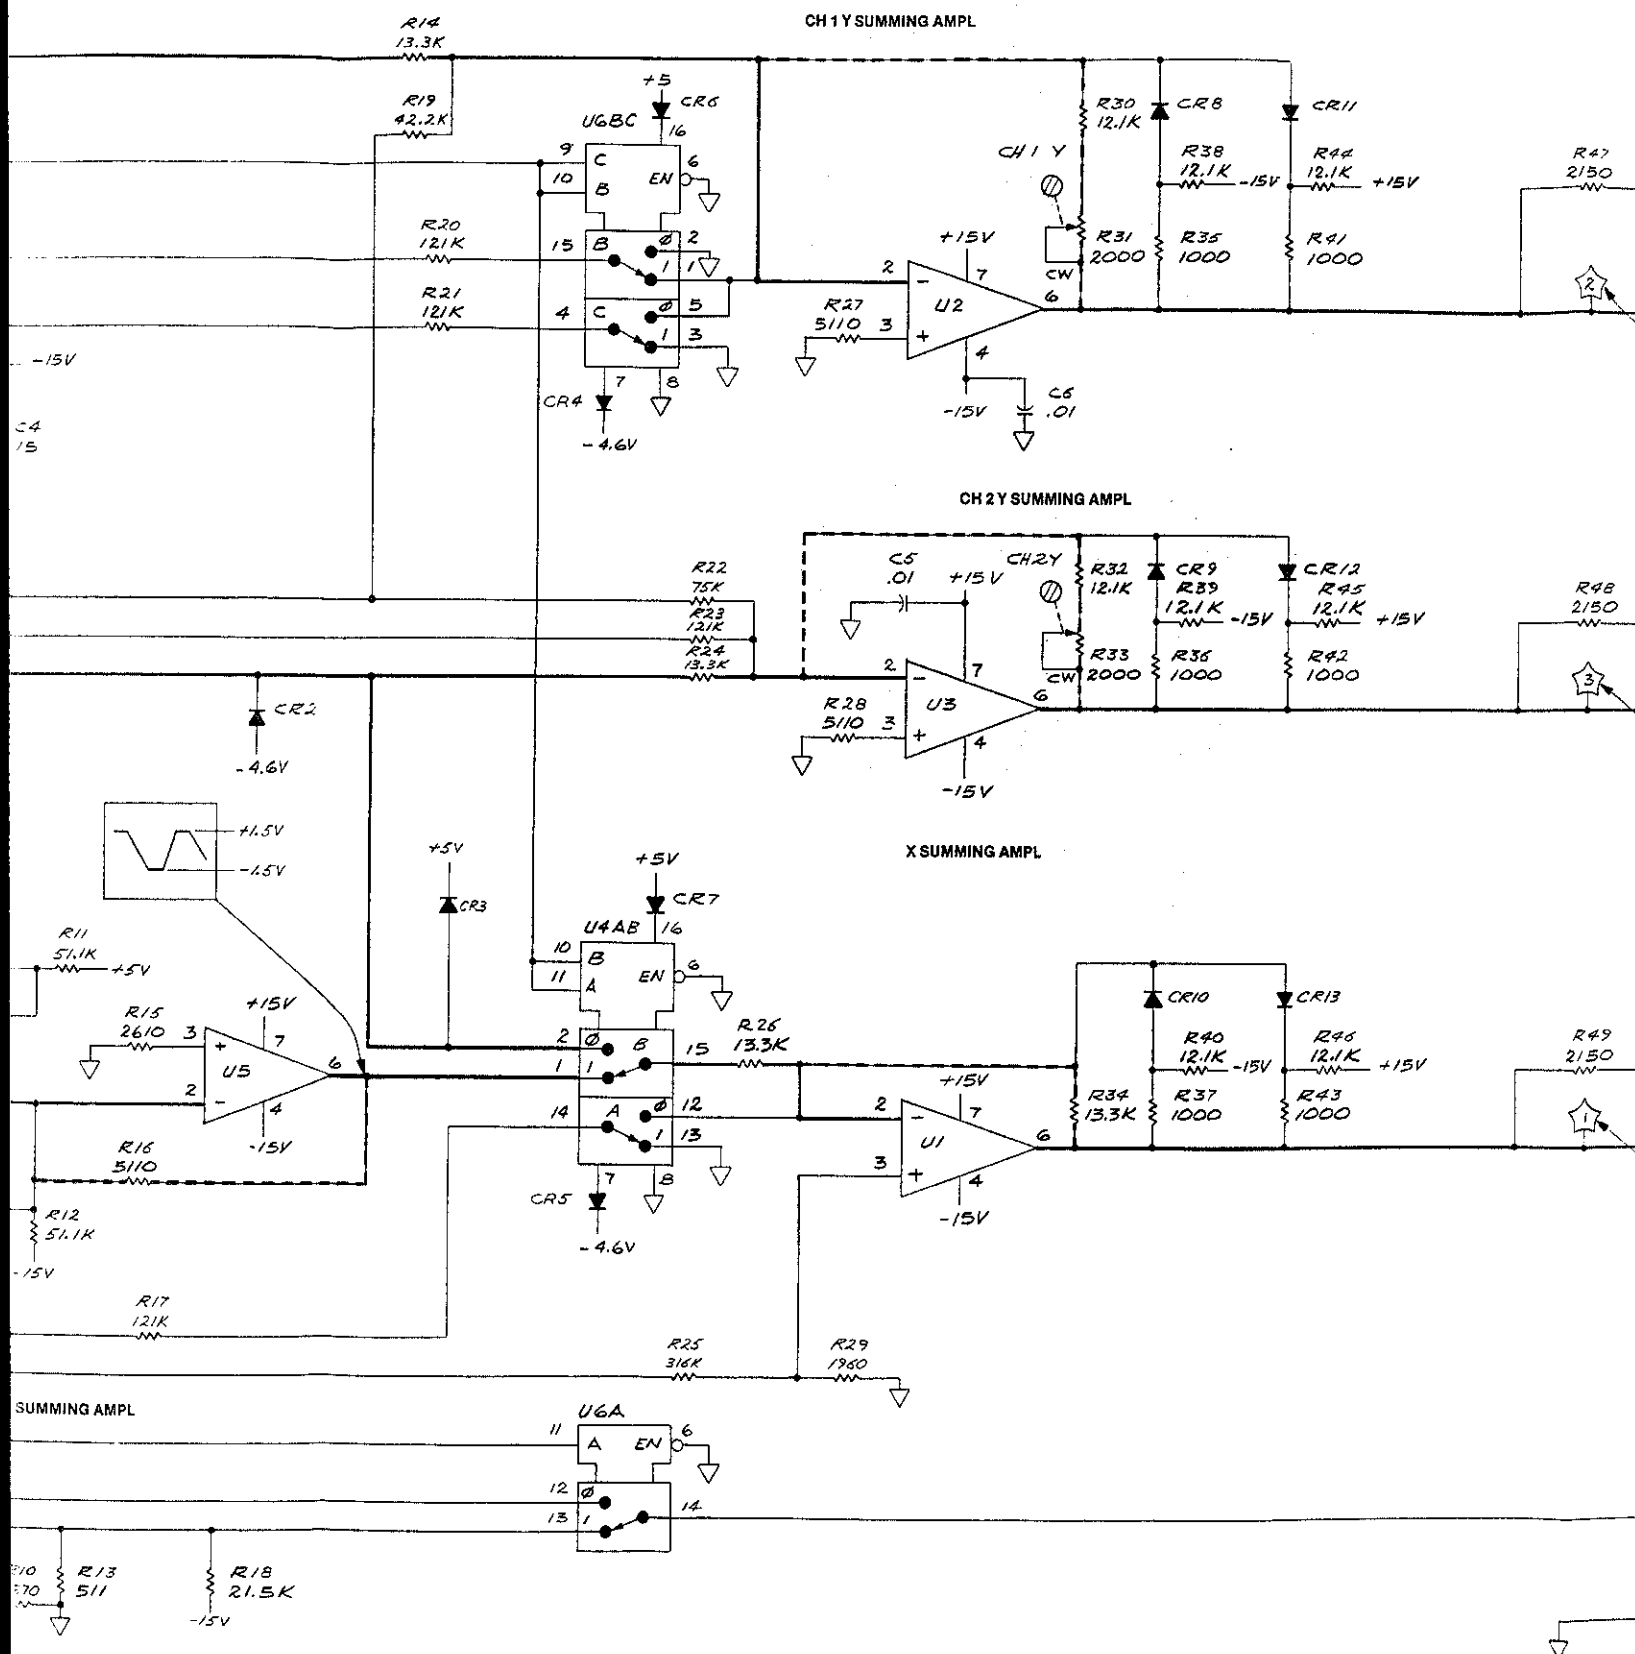 CH 1 Y SUMMING AMPL
R14
13.3K
R19
42.2K
+5
CR6
U6BC
16
9
C
10
B
EN
6
R20
121K
15
B
Ø
2
1
1
R21
121K
4
C
Ø
5
1
3
7
8
CR4
-4.6V
-15V
C4
15
R30
12.1K
CR8
CR11
CH 1 Y
R38
12.1K
-15V
R44
12.1K
+15V
R31
2000
CW
R35
1000
R41
1000
+15V
7
2
-
U2
6
R27
5110
3
+
4
-15V
C6
.01
R47
2150
2
CH 2 Y SUMMING AMPL
C5
.01
+15V
CH2Y
R32
12.1K
CR9
R39
12.1K
-15V
CR12
R45
12.1K
+15V
R22
75K
R23
121K
R24
13.3K
2
-
7
U3
6
R33
2000
CW
R36
1000
R42
1000
R28
5110
3
+
4
-15V
R48
2150
3
CR2
-4.6V
+1.5V
-1.5V
+5V
CR3
X SUMMING AMPL
+5V
CR7
U4AB
16
10
B
11
A
EN
6
R11
51.1K
+5V
R15
2610
3
+
+15V
7
U5
6
2
-
4
-15V
R16
5110
R12
51.1K
-15V
2
Ø
B
15
1
1
R26
13.3K
14
A
Ø
12
1
13
7
8
CR5
-4.6V
+15V
7
2
-
U1
6
3
+
4
-15V
CR10
CR13
R40
12.1K
-15V
R46
12.1K
+15V
R34
13.3K
R37
1000
R43
1000
R49
2150
1
R17
121K
R25
316K
R29
1960
SUMMING AMPL
U6A
11
A
EN
6
12
Ø
13
1
14
R13
511
R18
21.5K
-15V